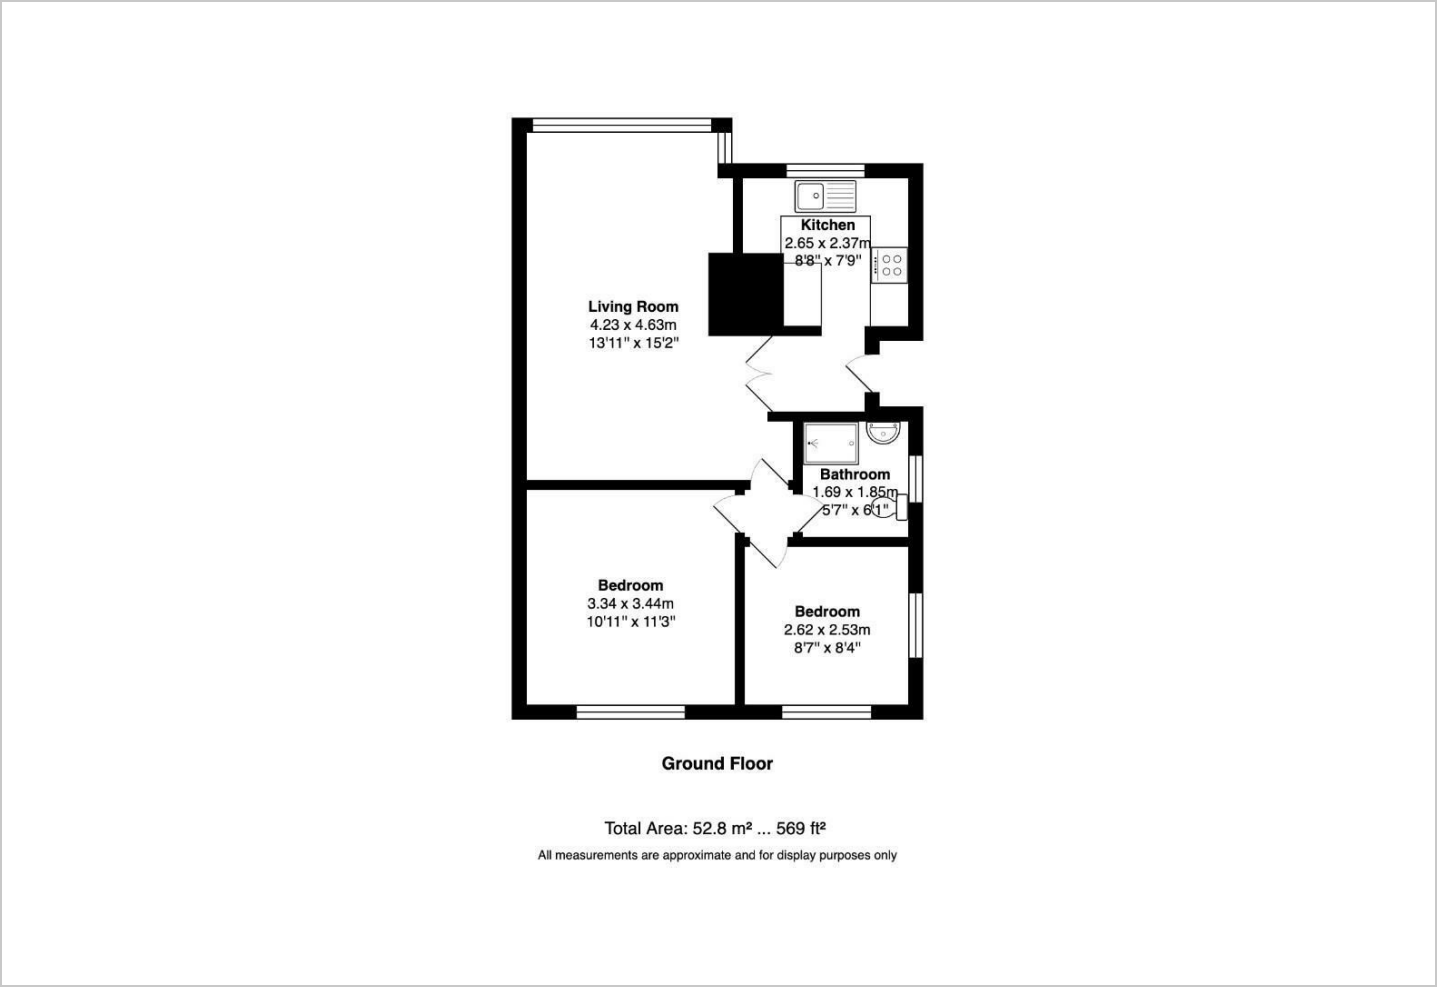 Kitchen
2.65 x 2.37m
8'8" x 7'9"
Living Room
4.23 x 4.63m
13'11" x 15'2"
Bathroom
1.69 x 1.85m
5'7" x 6'1"
Bedroom
3.34 x 3.44m
10'11" x 11'3"
Bedroom
2.62 x 2.53m
8'7" x 8'4"
Ground Floor
Total Area: 52.8 m² ... 569 ft²
All measurements are approximate and for display purposes only